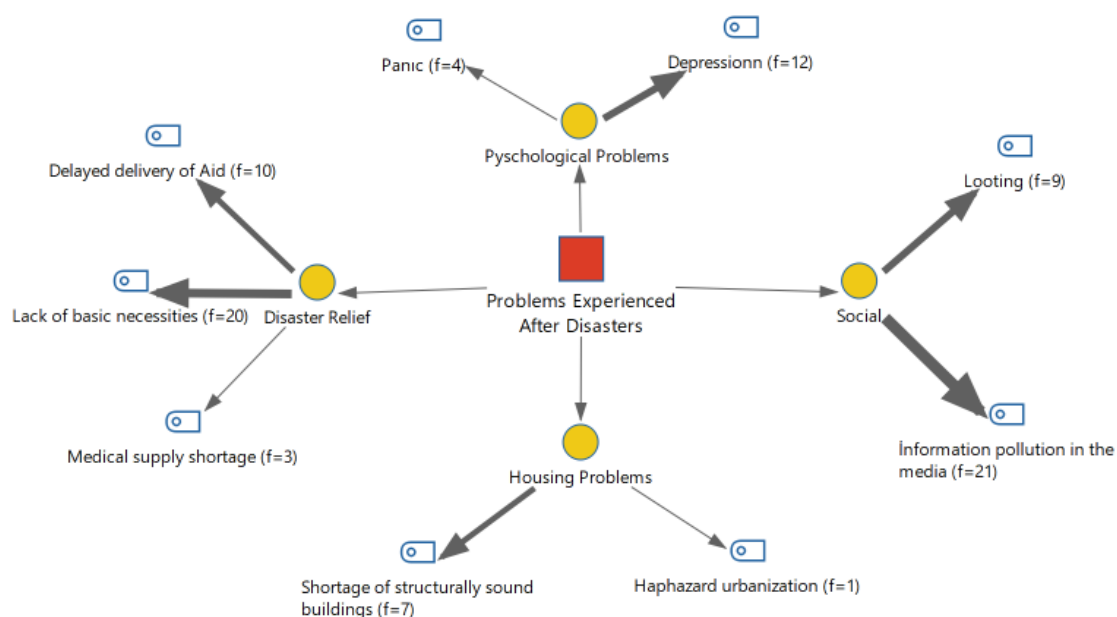 Panıc (f=4)
Depressionn (f=12)
Pyschological Problems
Delayed delivery of Aid (f=10)
Looting (f=9)
Lack of basic necessities (f=20)
Disaster Relief
Problems Experienced
After Disasters
Social
Medical supply shortage (f=3)
Housing Problems
İnformation pollution in the
media (f=21)
Shortage of structurally sound
buildings (f=7)
Haphazard urbanization (f=1)